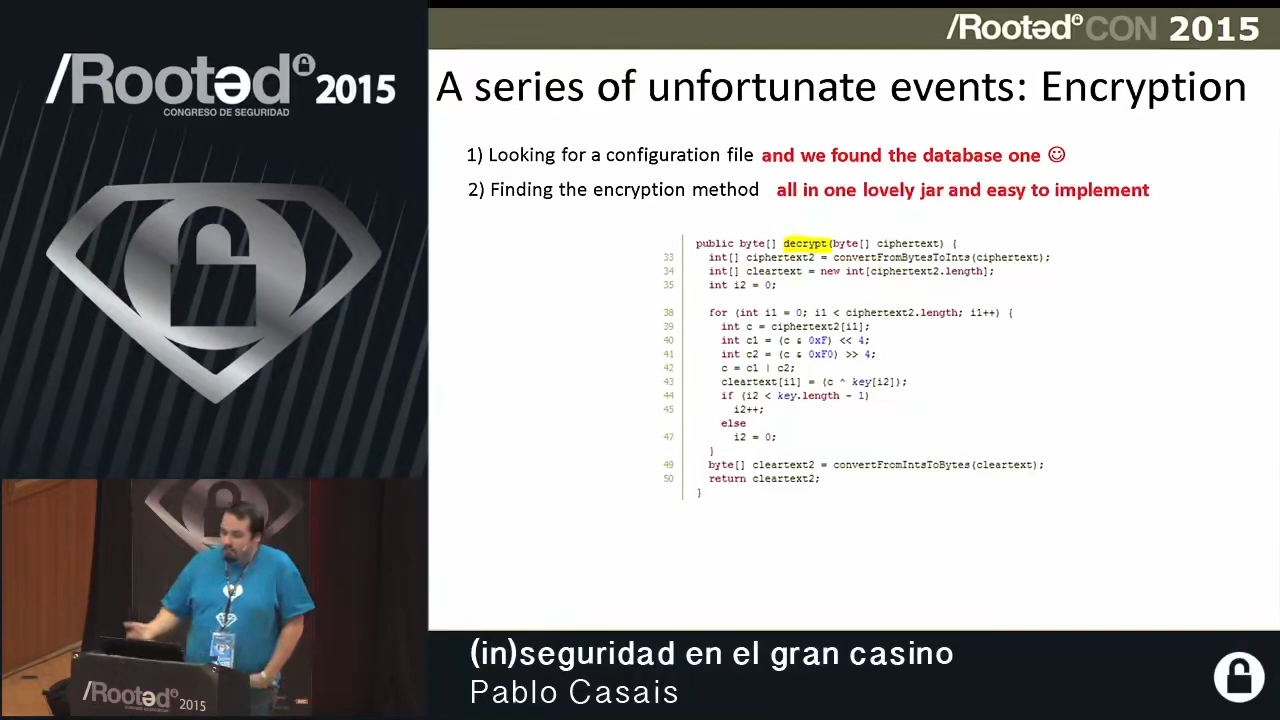 /Rootəd 2015
CONGRESO DE SEGURIDAD
/Rootəd CON 2015
A series of unfortunate events: Encryption
1) Looking for a configuration file and we found the database one ☺
2) Finding the encryption method all in one lovely jar and easy to implement
public byte[] decrypt(byte[] ciphertext) {
33 int[] ciphertext2 = convertFromBytesToInts(ciphertext);
34 int[] cleartext = new int[ciphertext2.length];
35 int i2 = 0;
38 for (int i1 = 0; i1 < ciphertext2.length; i1++) {
39 int c = ciphertext2[i1];
40 int c1 = (c & 0xF) << 4;
41 int c2 = (c & 0xF0) >> 4;
42 c = c1 | c2;
43 cleartext[i1] = (c ^ key[i2]);
44 if (i2 < key.length - 1)
45 i2++;
else
47 i2 = 0;
}
49 byte[] cleartext2 = convertFromIntsToBytes(cleartext);
50 return cleartext2;
}
/Rootəd 2015
(in)seguridad en el gran casino
Pablo Casais